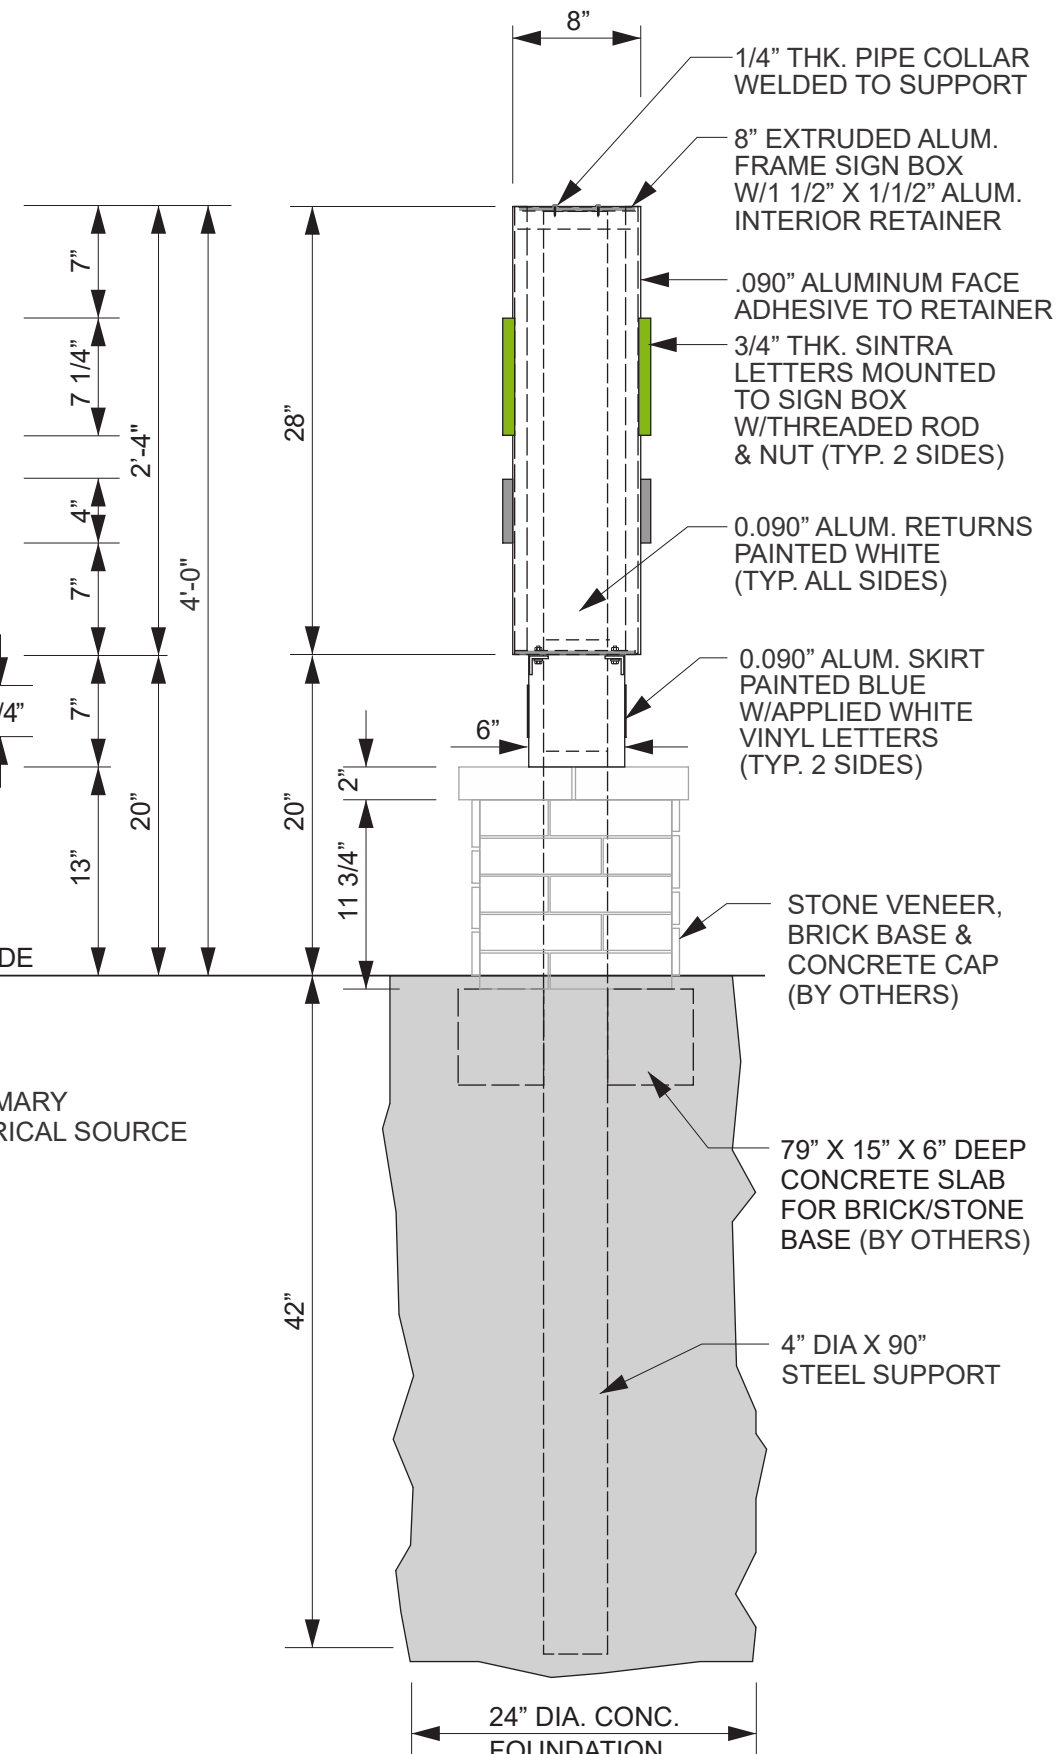 8”
1/4” THK. PIPE COLLAR
WELDED TO SUPPORT
8” EXTRUDED ALUM.
FRAME SIGN BOX
W/1 1/2” X 1/1/2” ALUM.
INTERIOR RETAINER
.090” ALUMINUM FACE
ADHESIVE TO RETAINER
3/4” THK. SINTRA
LETTERS MOUNTED
TO SIGN BOX
W/THREADED ROD
& NUT (TYP. 2 SIDES)
0.090” ALUM. RETURNS
PAINTED WHITE
(TYP. ALL SIDES)
0.090” ALUM. SKIRT
PAINTED BLUE
W/APPLIED WHITE
VINYL LETTERS
(TYP. 2 SIDES)
STONE VENEER,
BRICK BASE &
CONCRETE CAP
(BY OTHERS)
79” X 15” X 6” DEEP
CONCRETE SLAB
FOR BRICK/STONE
BASE (BY OTHERS)
4” DIA X 90”
STEEL SUPPORT
7”
7 1/4”
4”
7”
7”
13”
2'-4"
20”
4'-0"
28”
20”
42”
6”
2”
11 3/4”
/4”
DE
MARY
RICAL SOURCE
24” DIA. CONC.
FOUNDATION